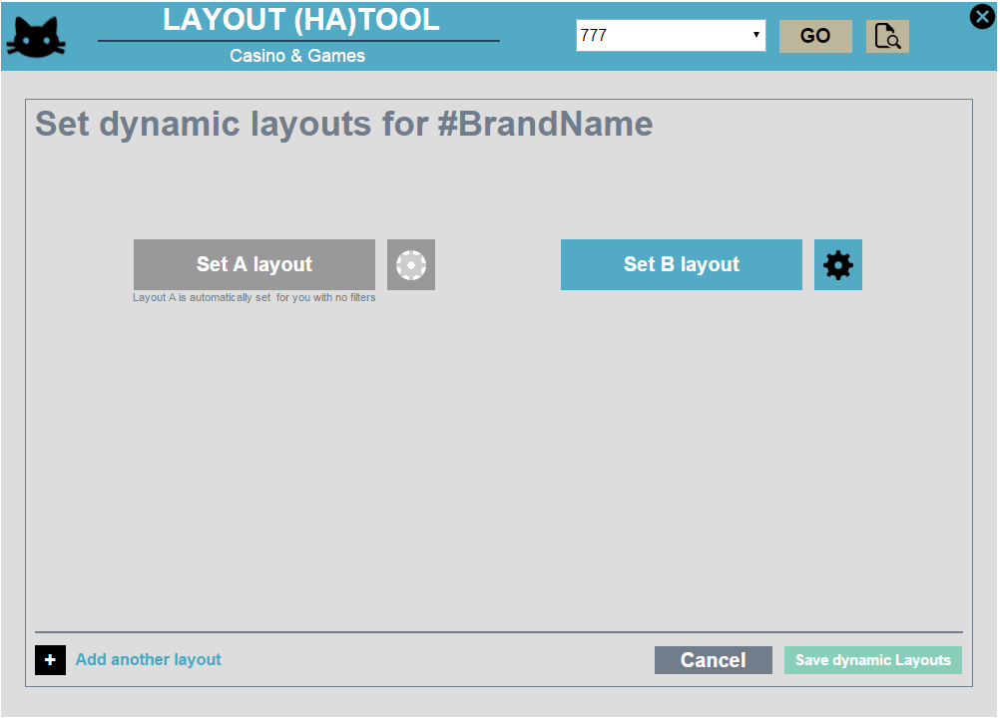 LAYOUT (HA)TOOL
Casino & Games
777
GO
Set dynamic layouts for #BrandName
Set A layout
Set B layout
Layout A is automatically set for you with no filters
+ Add another layout
Cancel
Save dynamic Layouts